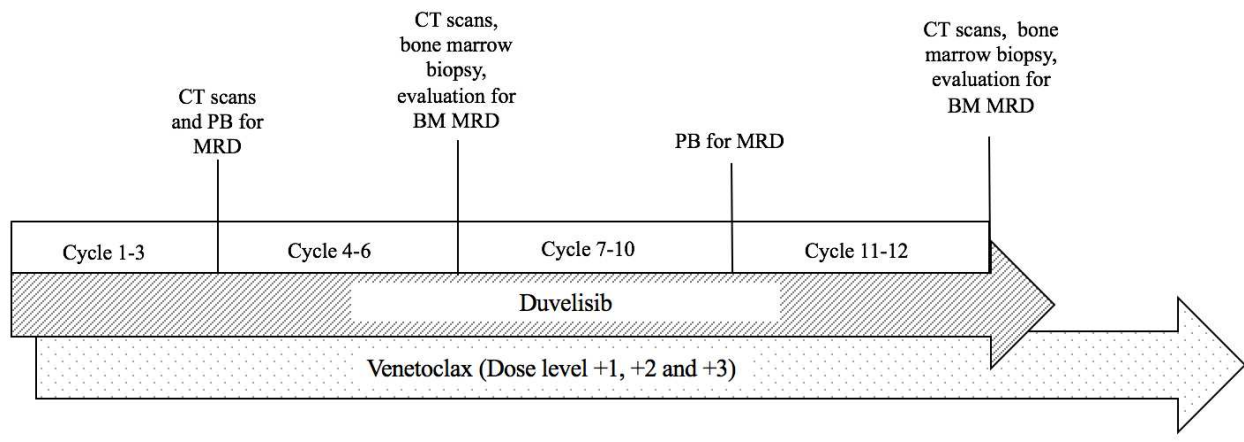 CT scans
and PB for
MRD
CT scans,
bone marrow
biopsy,
evaluation for
BM MRD
PB for MRD
CT scans, bone
marrow biopsy,
evaluation for
BM MRD
Cycle 1-3
Cycle 4-6
Cycle 7-10
Cycle 11-12
Duvelisib
Venetoclax (Dose level +1, +2 and +3)